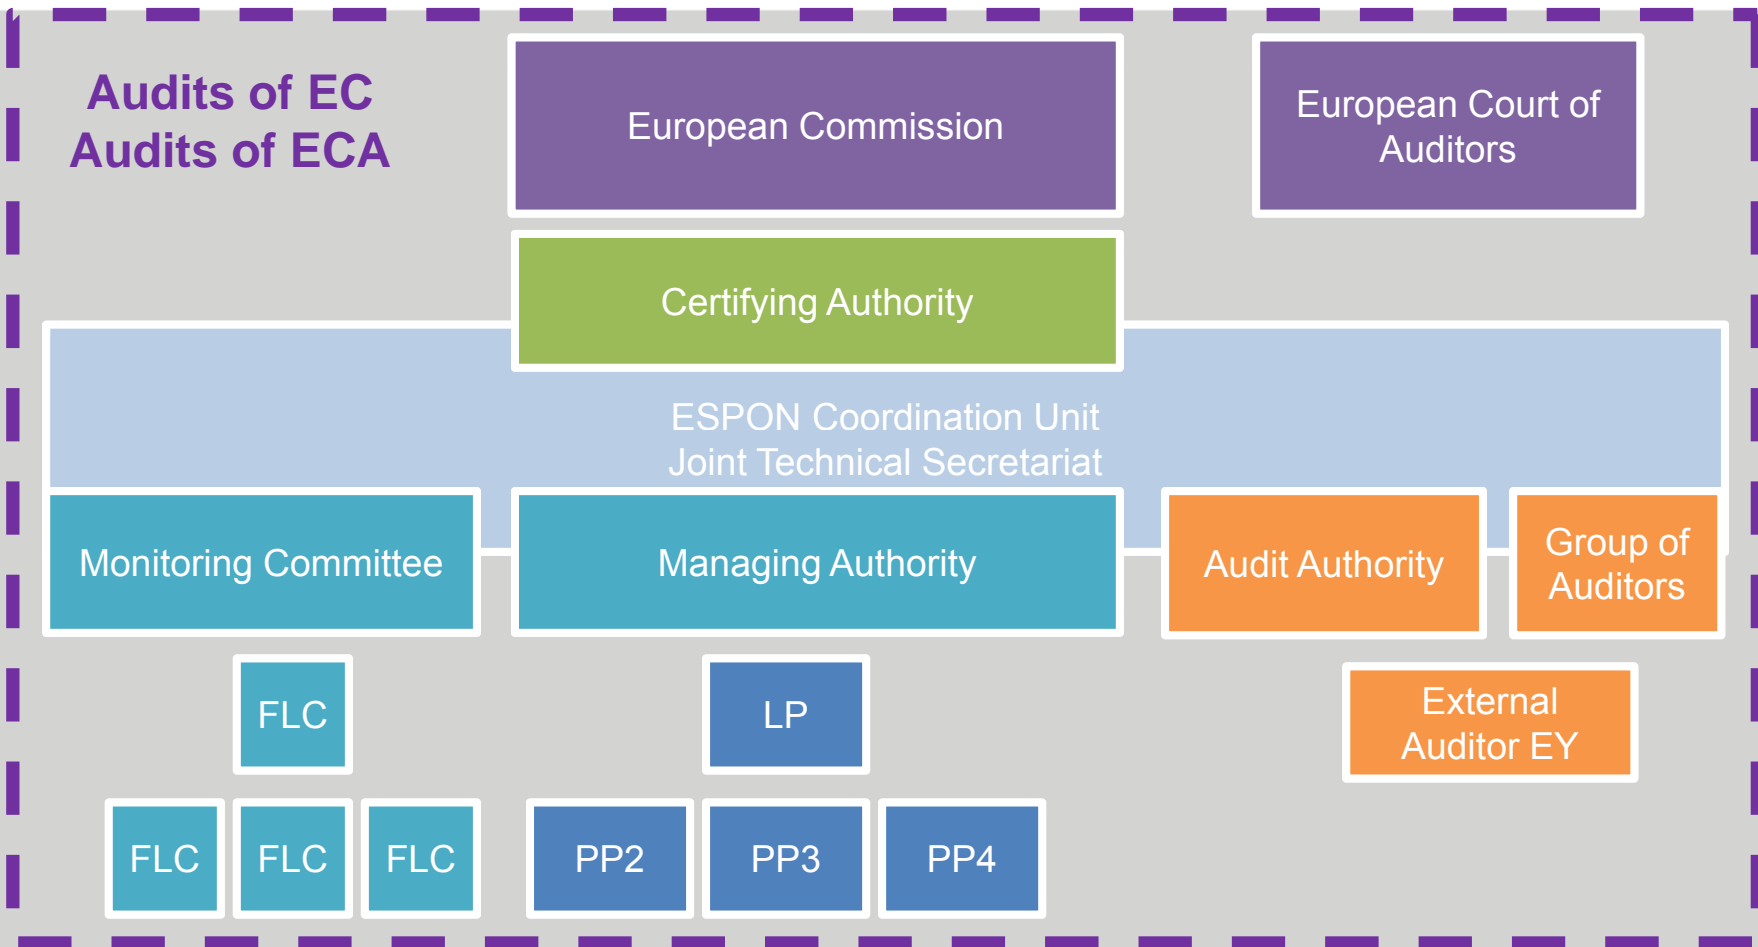 Audits of EC
Audits of ECA
European Commission
European Court of
Auditors
Certifying Authority
ESPON Coordination Unit
Joint Technical Secretariat
Monitoring Committee
Managing Authority
Audit Authority
Group of
Auditors
FLC
LP
External
Auditor EY
FLC
FLC
FLC
PP2
PP3
PP4